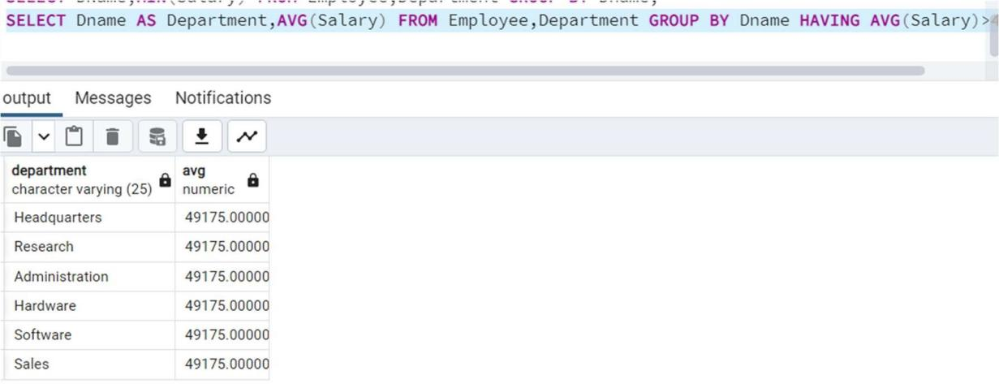 SELECT Dname,MIN(Salary) FROM Employee,Department GROUP BY Dname;
SELECT Dname AS Department,AVG(Salary) FROM Employee,Department GROUP BY Dname HAVING AVG(Salary)>
output Messages Notifications
department avg
character varying (25) numeric
Headquarters 49175.00000
Research 49175.00000
Administration 49175.00000
Hardware 49175.00000
Software 49175.00000
Sales 49175.00000